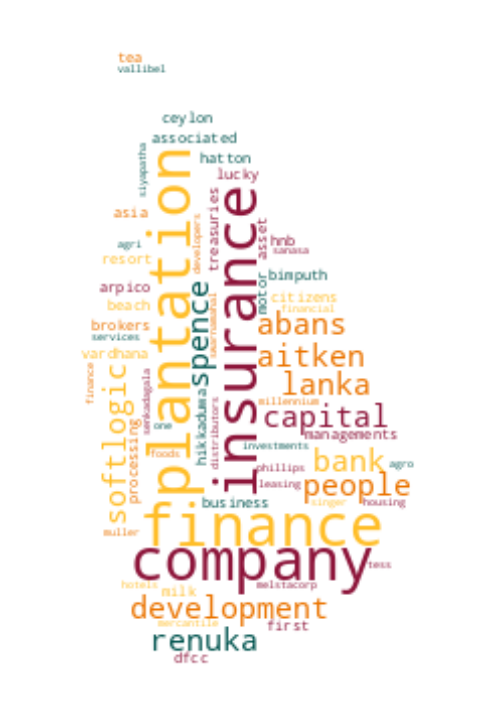 tea
vallibel
ceylon
associated
hatton
siyapatha
lucky
plantation
insurance
treasuries
asia
developers
asset
hnb
sanasa
agri
resort
bimputh
motor
arpico
spence
citizens
financial
beach
swarnamahal
brokers
abans
services
vardhana
aitken
finance
softlogic
senkadagala
lanka
hikkaduwa
distributors
millennium
capital
processing
one
managements
investments
foods
bank
agro
phillips
people
leasing
business
singer
housing
finance
muller
company
tess
hotels
milk
melstacorp
development
mercantile
first
renuka
dfcc